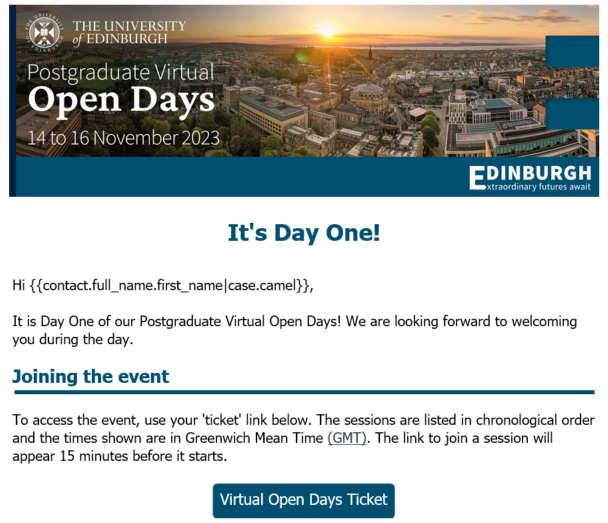 THE UNIVERSITY
of EDINBURGH
Postgraduate Virtual
Open Days
14 to 16 November 2023
EDINBURGH
Extraordinary futures await
It's Day One!
Hi {{contact.full_name.first_name|case.camel}},
It is Day One of our Postgraduate Virtual Open Days! We are looking forward to welcoming
you during the day.
Joining the event
To access the event, use your 'ticket' link below. The sessions are listed in chronological order
and the times shown are in Greenwich Mean Time (GMT). The link to join a session will
appear 15 minutes before it starts.
Virtual Open Days Ticket